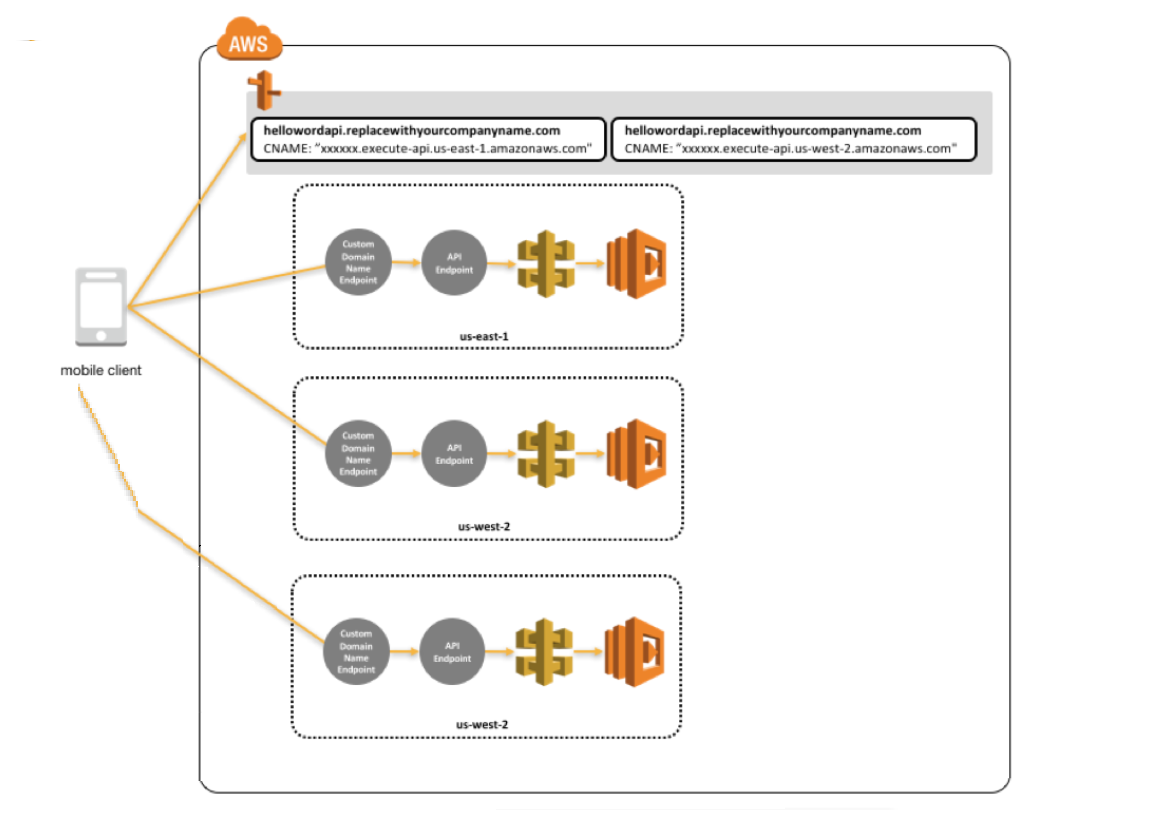 AWS
hellowordapi.replacewithyourcompanyname.com
CNAME: "xxxxxx.execute-api.us-east-1.amazonaws.com"
hellowordapi.replacewithyourcompanyname.com
CNAME: "xxxxxx.execute-api.us-west-2.amazonaws.com"
mobile client
Custom
Domain
Name
Endpoint
API
Endpoint
us-east-1
Custom
Domain
Name
Endpoint
API
Endpoint
us-west-2
Custom
Domain
Name
Endpoint
API
Endpoint
us-west-2